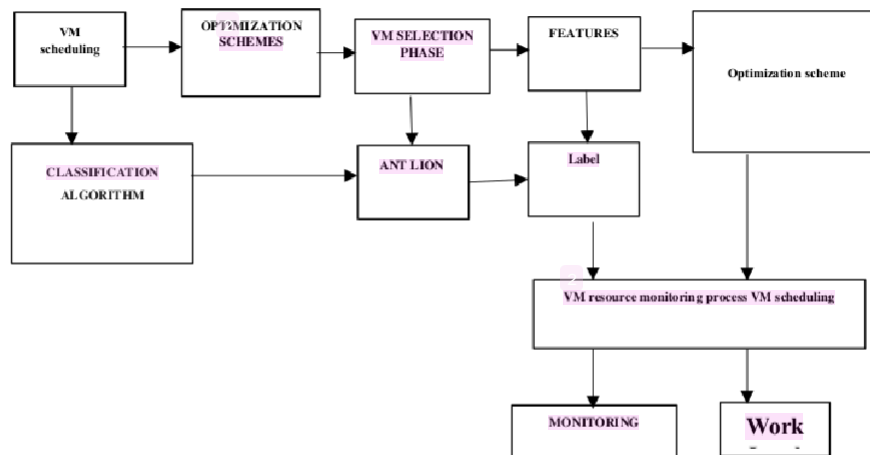 VM
scheduling
OPTIMIZATION
SCHEMES
VM SELECTION
PHASE
FEATURES
Optimization scheme
CLASSIFICATION
ALGORITHM
ANT LION
Label
VM resource monitoring process VM scheduling
MONITORING
Work